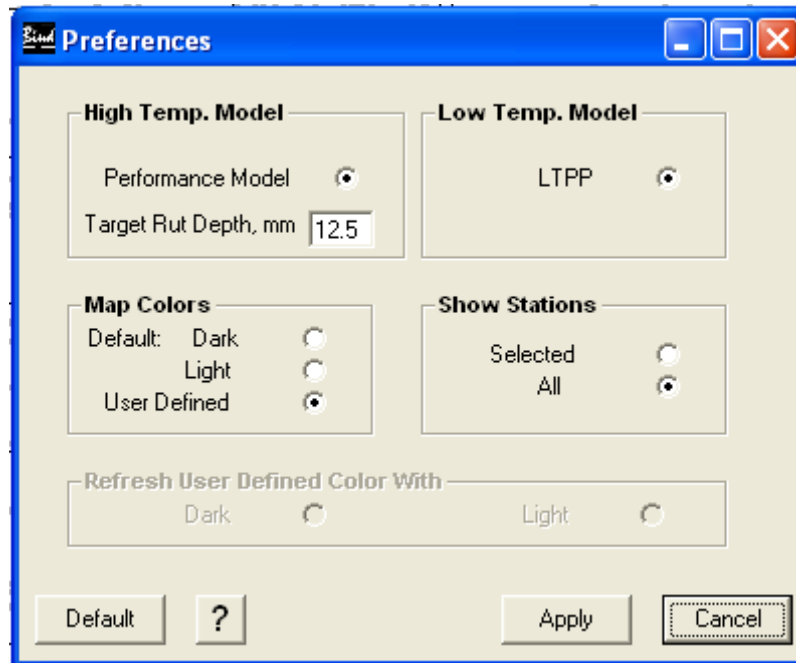 Bind Preferences
High Temp. Model
Low Temp. Model
Performance Model
LTPP
Target Rut Depth, mm 12.5
Map Colors
Show Stations
Default: Dark
Light
User Defined
Selected
All
Refresh User Defined Color With
Dark
Light
Default
?
Apply
Cancel